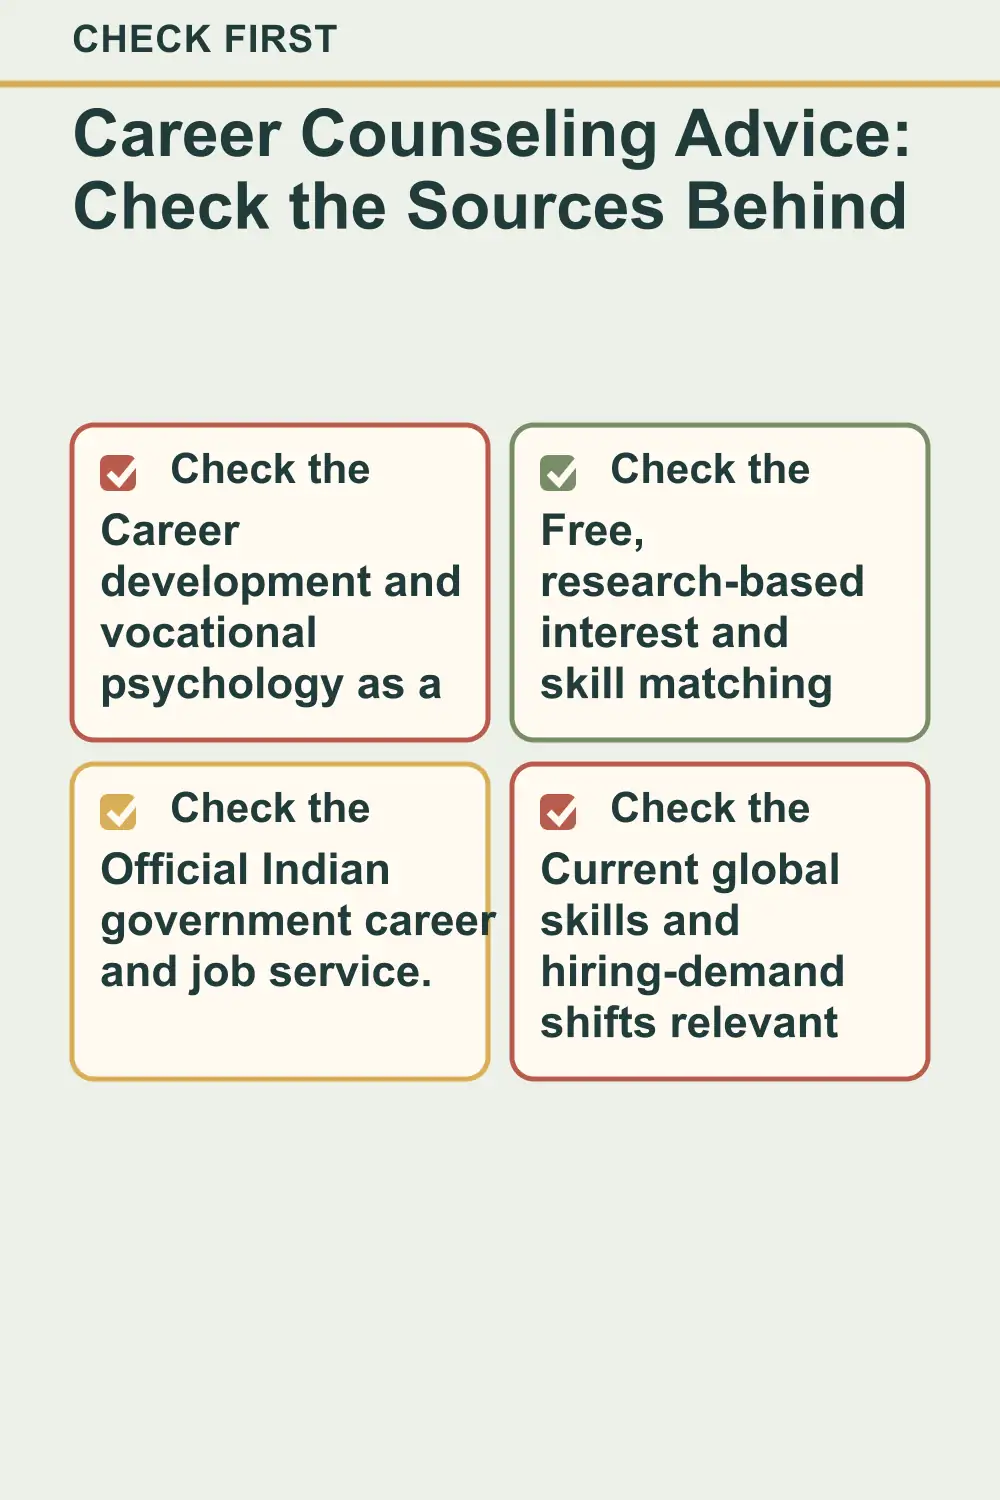 CHECK FIRST
Career Counseling Advice:
Check the Sources Behind
Check the
Career
development and
vocational
psychology as a
Check the
Free,
research-based
interest and
skill matching
Check the
Official Indian
government career
and job service.
Check the
Current global
skills and
hiring-demand
shifts relevant